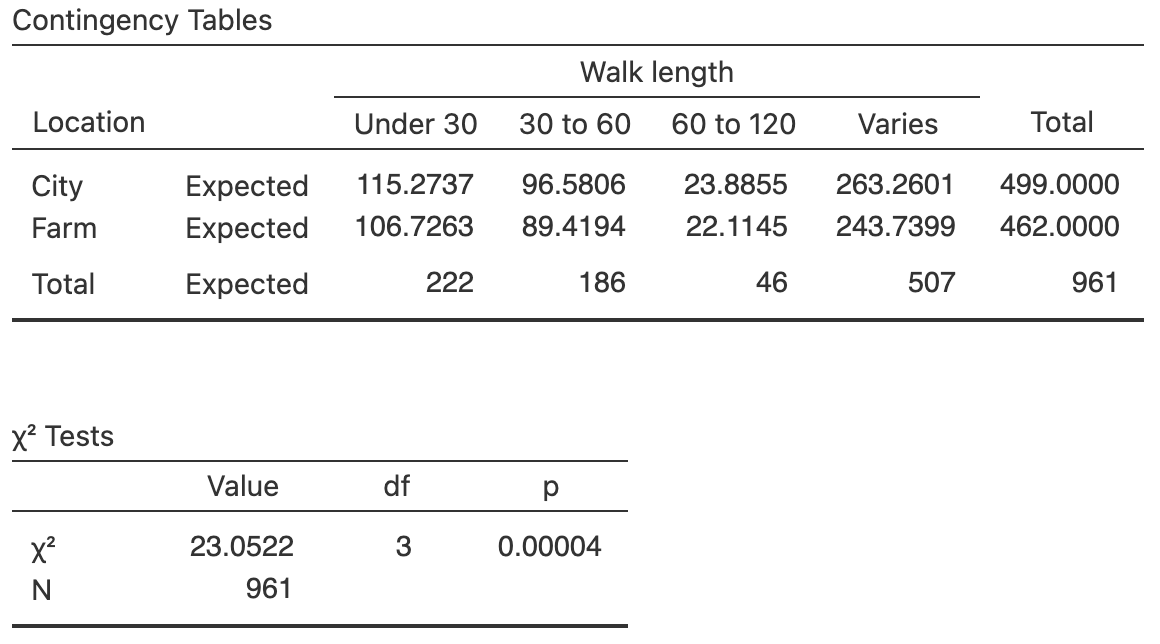 Contingency Tables
Walk length
Location Under 30 30 to 60 60 to 120 Varies Total
City Expected 115.2737 96.5806 23.8855 263.2601 499.0000
Farm Expected 106.7263 89.4194 22.1145 243.7399 462.0000
Total Expected 222 186 46 507 961
χ² Tests
Value df p
χ² 23.0522 3 0.00004
N 961